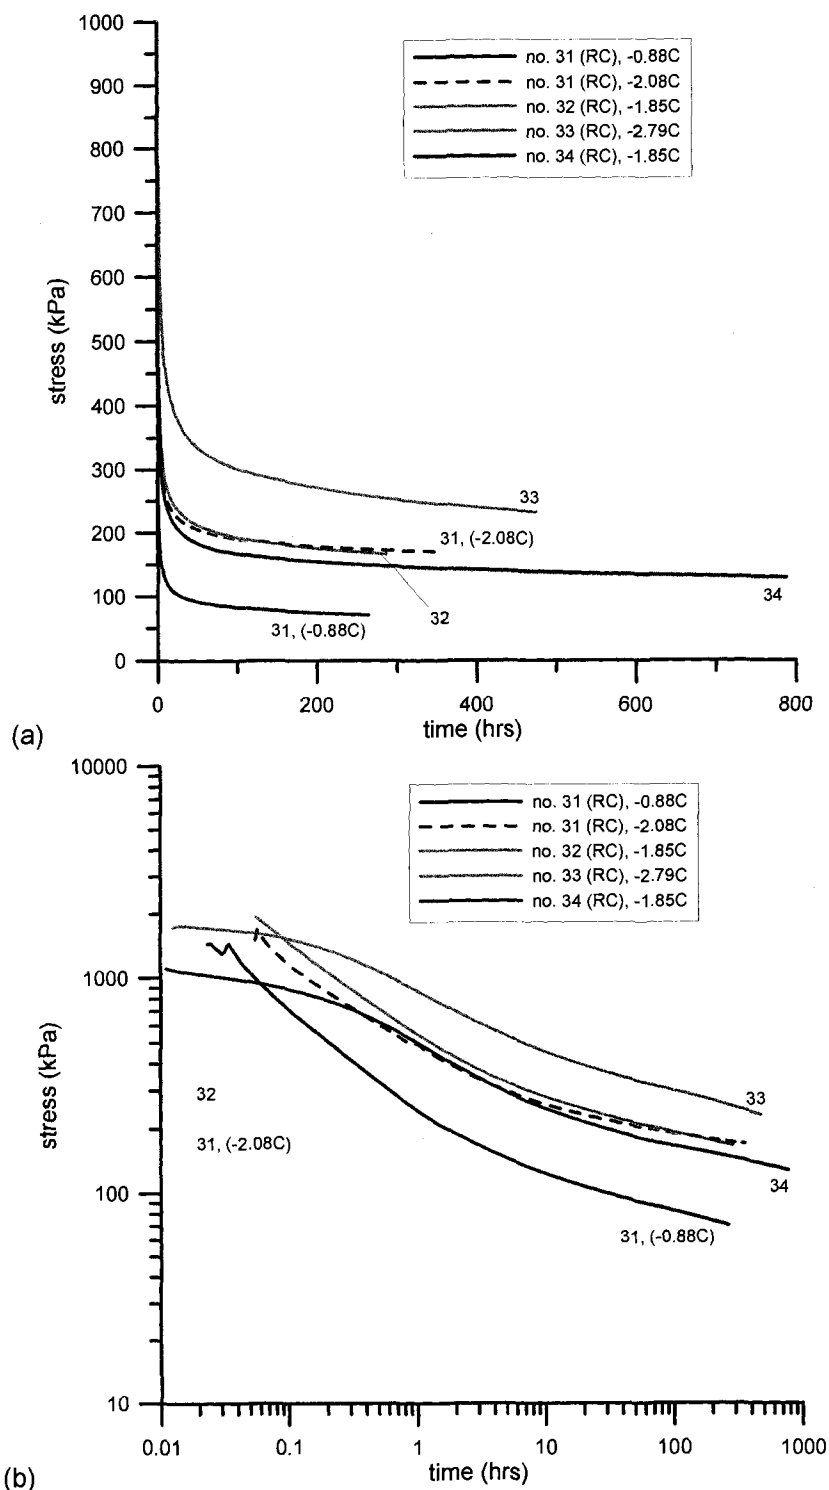 1000
900
800
700
600
500
400
300
200
100
0
stress (kPa)
no. 31 (RC), -0.88C
no. 31 (RC), -2.08C
no. 32 (RC), -1.85C
no. 33 (RC), -2.79C
no. 34 (RC), -1.85C
33
31, (-2.08C)
34
32
31, (-0.88C)
0
200
400
600
800
time (hrs)
(a)
10000
1000
100
10
stress (kPa)
no. 31 (RC), -0.88C
no. 31 (RC), -2.08C
no. 32 (RC), -1.85C
no. 33 (RC), -2.79C
no. 34 (RC), -1.85C
32
31, (-2.08C)
33
34
31, (-0.88C)
0.01
0.1
1
10
100
1000
time (hrs)
(b)